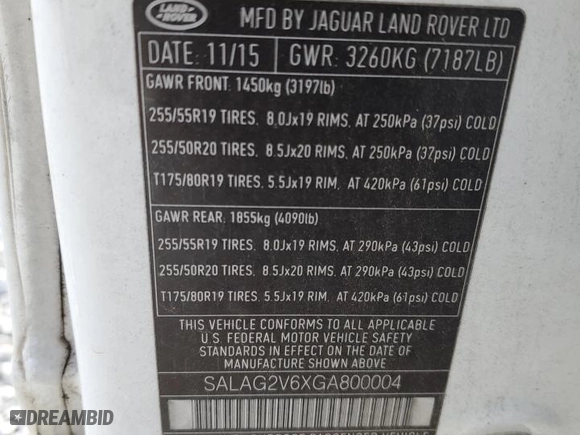 LAND ROVER
MFD BY JAGUAR LAND ROVER LTD
DATE: 11/15 GWR: 3260KG (7187LB)
GAWR FRONT: 1450kg (3197lb)
255/55R19 TIRES, 8.0Jx19 RIMS, AT 250kPa (37psi) COLD
255/50R20 TIRES, 8.5Jx20 RIMS, AT 250kPa (37psi) COLD
T175/80R19 TIRES, 5.5Jx19 RIM, AT 420kPa (61psi) COLD
GAWR REAR: 1855kg (4090lb)
255/55R19 TIRES, 8.0Jx19 RIMS, AT 290kPa (43psi) COLD
255/50R20 TIRES, 8.5Jx20 RIMS, AT 290kPa (43psi) COLD
T175/80R19 TIRES, 5.5Jx19 RIM, AT 420kPa (61psi) COLD
THIS VEHICLE CONFORMS TO ALL APPLICABLE
U.S. FEDERAL MOTOR VEHICLE SAFETY
STANDARDS IN EFFECT ON THE DATE OF
MANUFACTURE SHOWN ABOVE
SALAG2V6XGA800004
DREAMBID